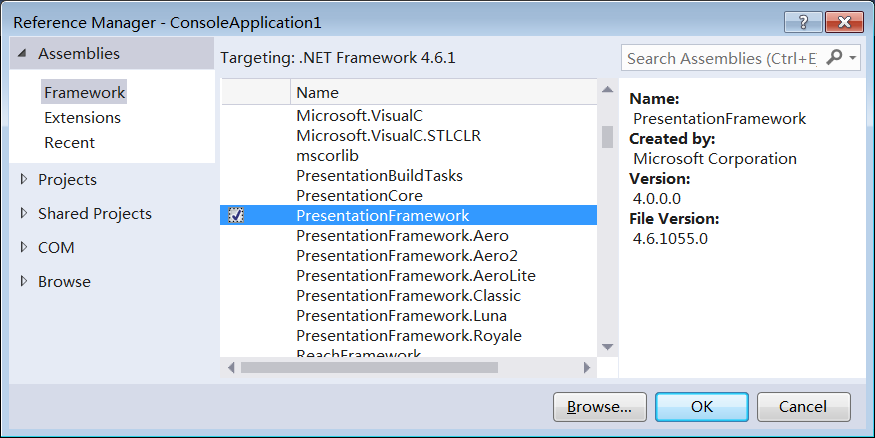 Reference Manager - ConsoleApplication1
Assemblies
Framework
Extensions
Recent
Projects
Shared Projects
COM
Browse
Targeting: .NET Framework 4.6.1
Search Assemblies (Ctrl+E
Name
Microsoft.VisualC
Microsoft.VisualC.STLCLR
mscorlib
PresentationBuildTasks
PresentationCore
PresentationFramework
PresentationFramework.Aero
PresentationFramework.Aero2
PresentationFramework.AeroLite
PresentationFramework.Classic
PresentationFramework.Luna
PresentationFramework.Royale
ReachFramework
Name:
PresentationFramework
Created by:
Microsoft Corporation
Version:
4.0.0.0
File Version:
4.6.1055.0
Browse...
OK
Cancel